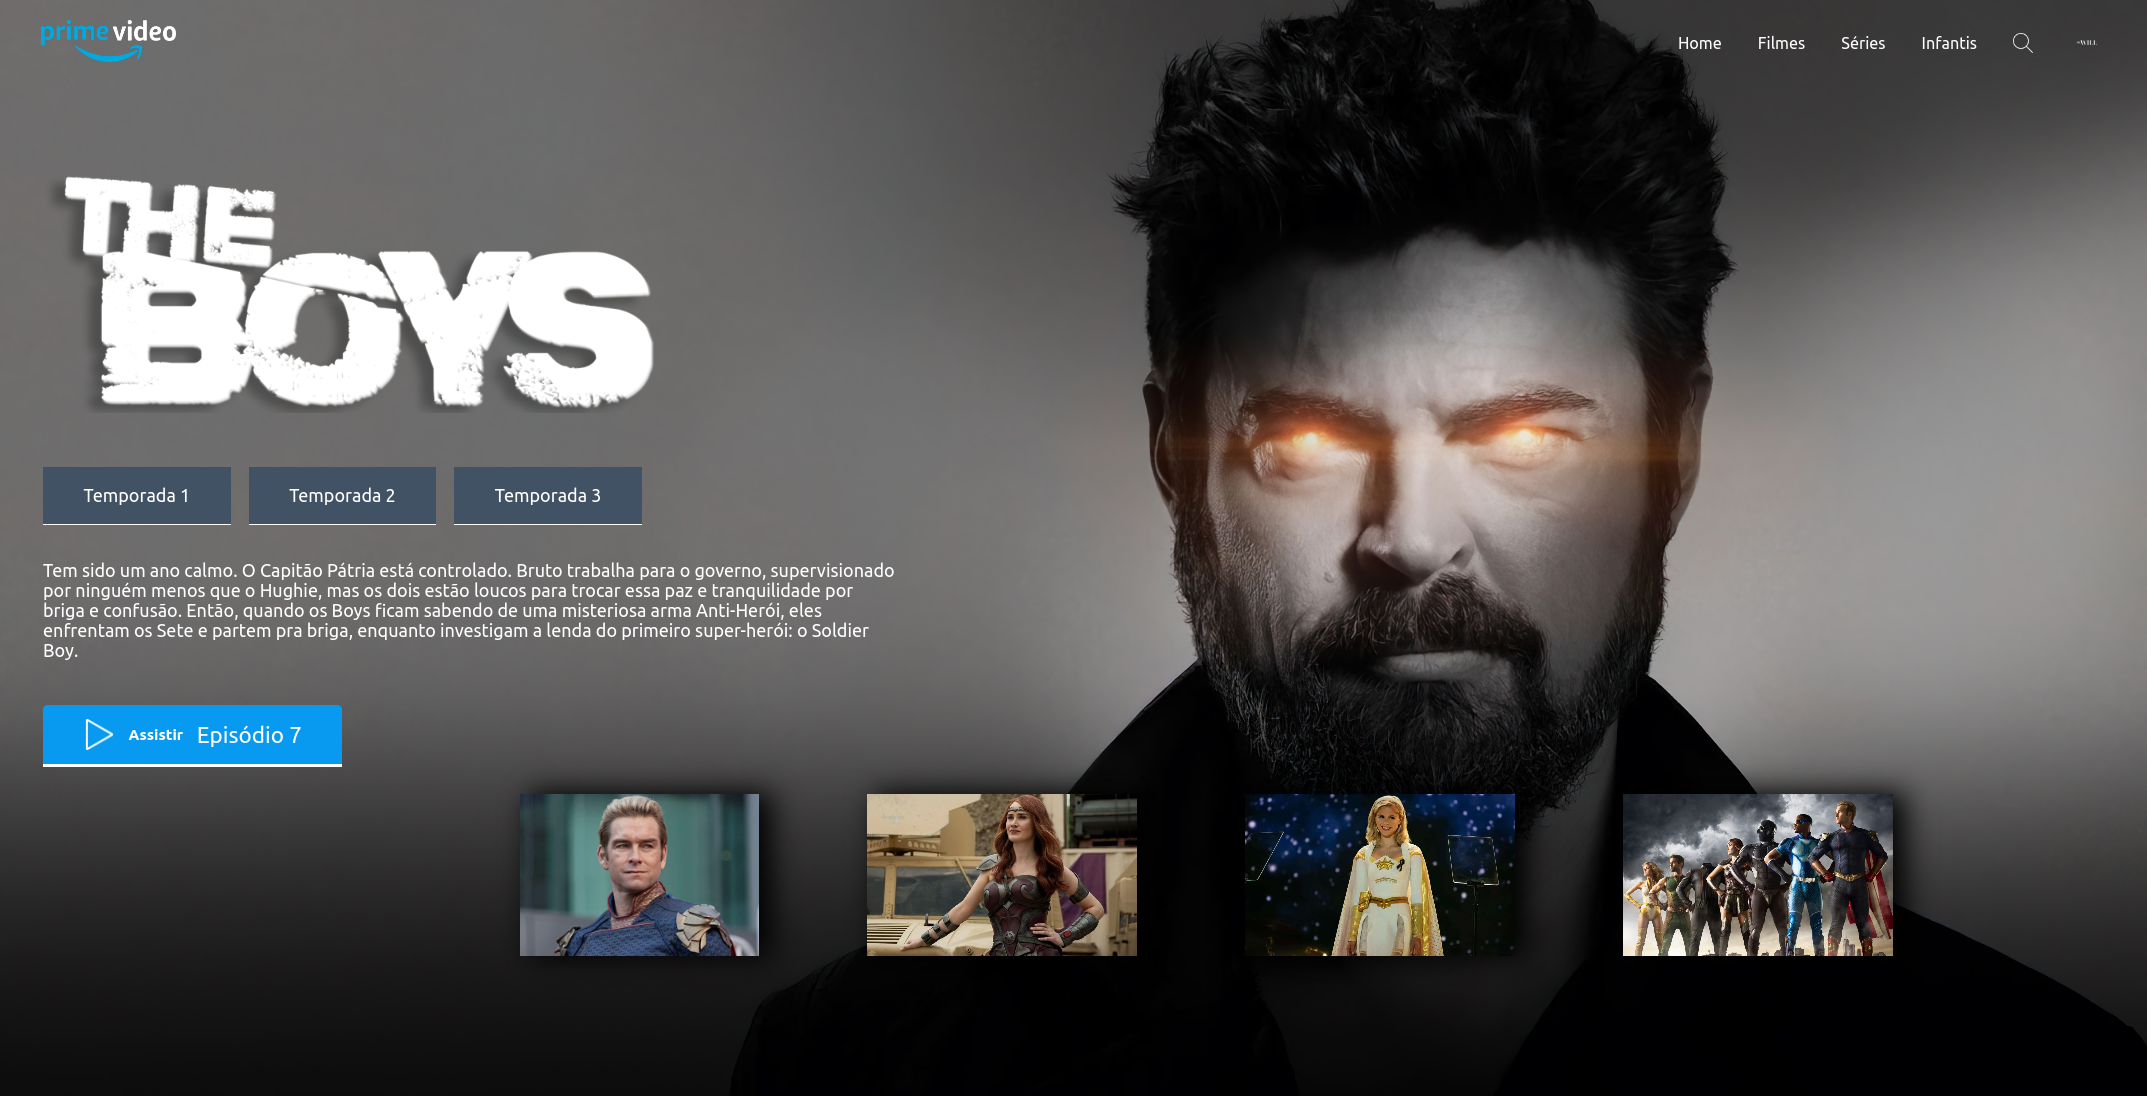 prime video
Home Filmes Séries Infantis WILL
THE
BOYS
Temporada 1 Temporada 2 Temporada 3
Tem sido um ano calmo. O Capitão Pátria está controlado. Bruto trabalha para o governo, supervisionado
por ninguém menos que o Hughie, mas os dois estão loucos para trocar essa paz e tranquilidade por
briga e confusão. Então, quando os Boys ficam sabendo de uma misteriosa arma Anti-Herói, eles
enfrentam os Sete e partem pra briga, enquanto investigam a lenda do primeiro super-herói: o Soldier
Boy.
Assistir Episódio 7